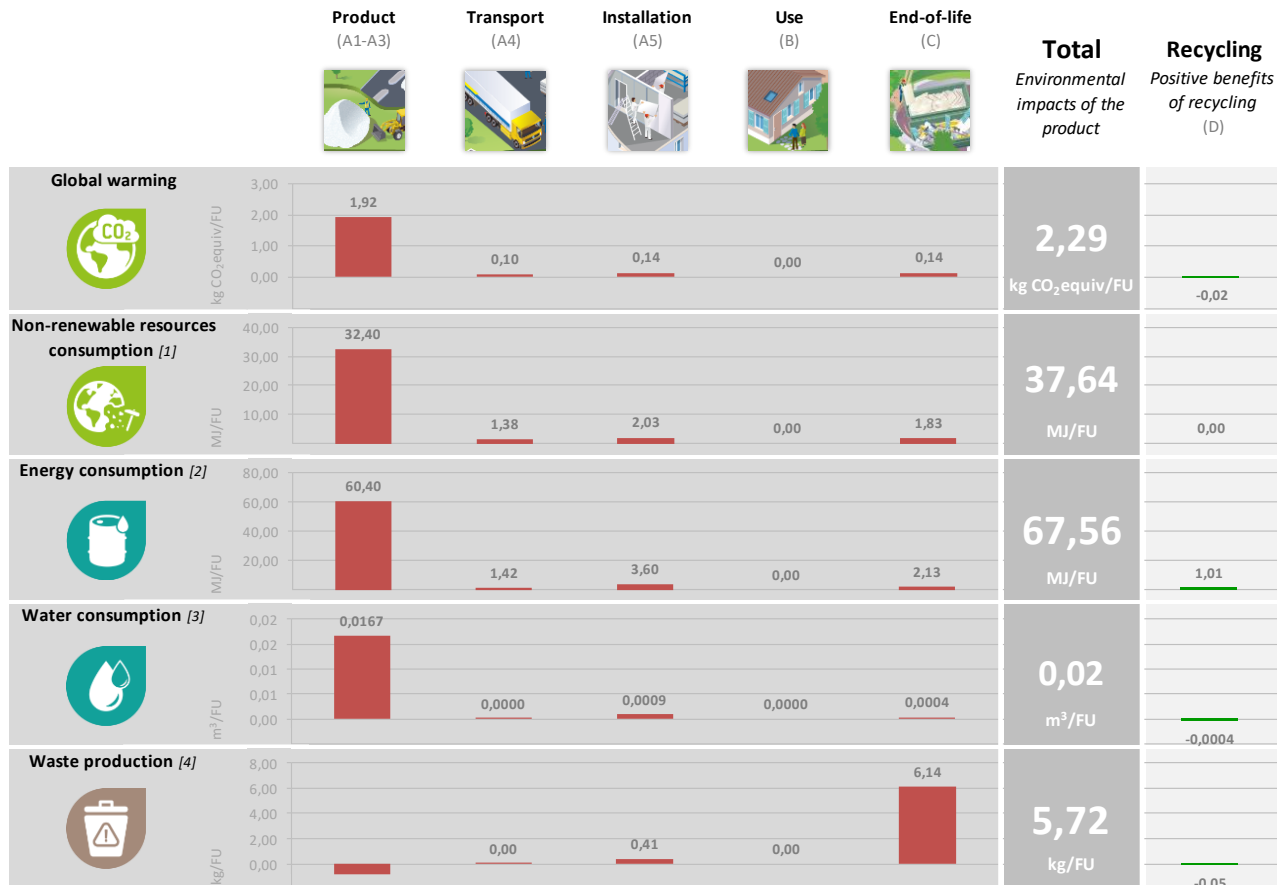 Product
(A1-A3)
Transport
(A4)
Installation
(A5)
Use
(B)
End-of-life
(C)
Total
Environmental
impacts of the
product
Recycling
Positive benefits
of recycling
(D)
Global warming
CO2
kg CO2equiv/FU
3,00
2,00
1,00
0,00
1,92
0,10
0,14
0,00
0,14
2,29
kg CO2equiv/FU
-0,02
Non-renewable resources
consumption [1]
MJ/FU
40,00
30,00
20,00
10,00
32,40
1,38
2,03
0,00
1,83
37,64
MJ/FU
0,00
Energy consumption [2]
MJ/FU
80,00
60,00
40,00
20,00
60,40
1,42
3,60
0,00
2,13
67,56
MJ/FU
1,01
Water consumption [3]
m³/FU
0,02
0,02
0,01
0,01
0,00
0,0167
0,0000
0,0009
0,0000
0,0004
0,02
m³/FU
-0,0004
Waste production [4]
kg/FU
8,00
6,00
4,00
2,00
0,00
0,00
0,41
0,00
6,14
5,72
kg/FU
-0,05